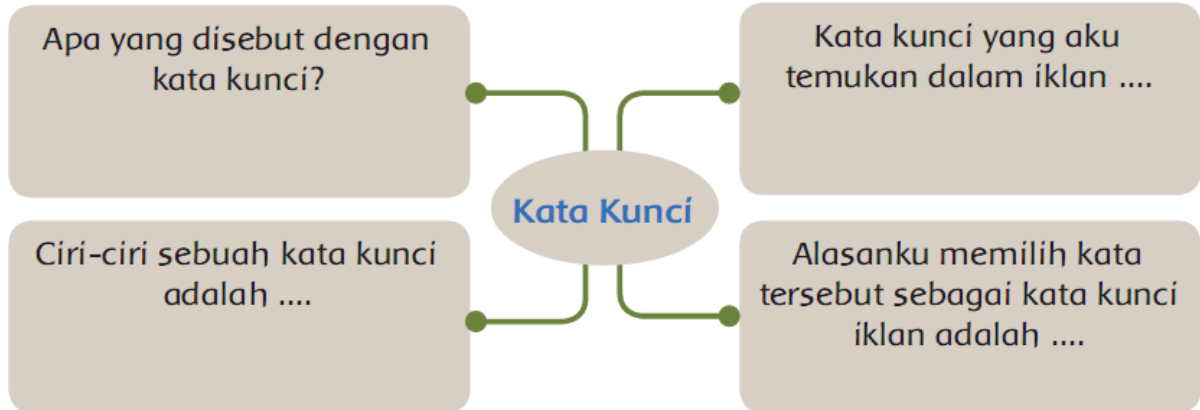 Apa yang disebut dengan
kata kunci?
Kata kunci yang aku
temukan dalam iklan ....
Kata Kunci
Ciri-ciri sebuah kata kunci
adalah ....
Alasanku memilih kata
tersebut sebagai kata kunci
iklan adalah ....